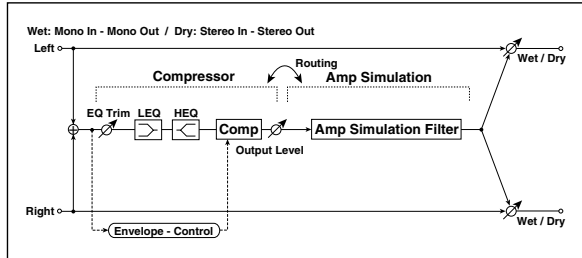 Wet: Mono In - Mono Out / Dry: Stereo In - Stereo Out
Left
Wet / Dry
Routing
Compressor
Amp Simulation
EQ Trim
LEQ
HEQ
Comp
Amp Simulation Filter
Output Level
Right
Wet / Dry
Envelope - Control